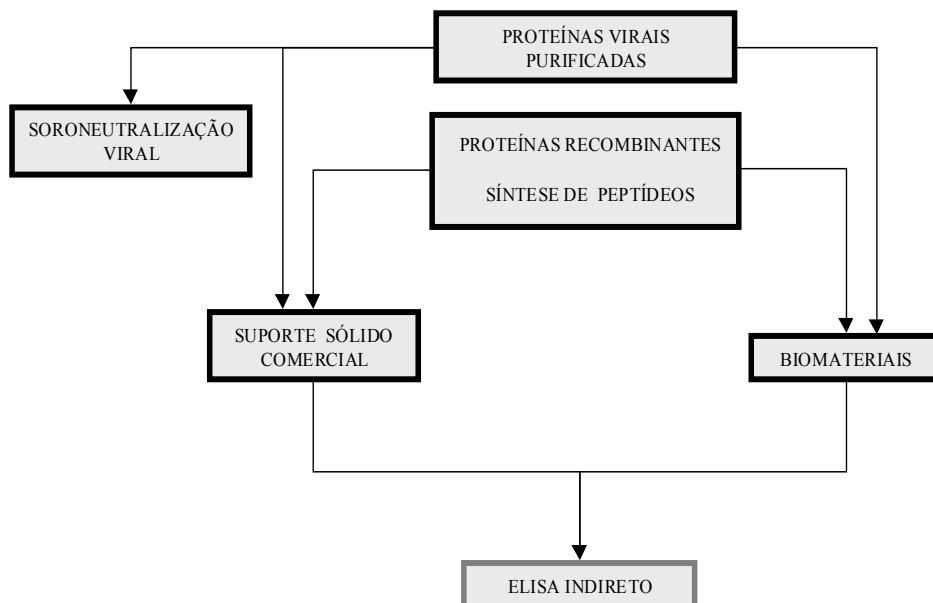 PROTEÍNAS VIRAIS
PURIFICADAS
SORONEUTRALIZAÇÃO
VIRAL
PROTEÍNAS RECOMBINANTES
SÍNTESE DE PEPTÍDEOS
SUPORTE SÓLIDO
COMERCIAL
BIOMATERIAIS
ELISA INDIRETO